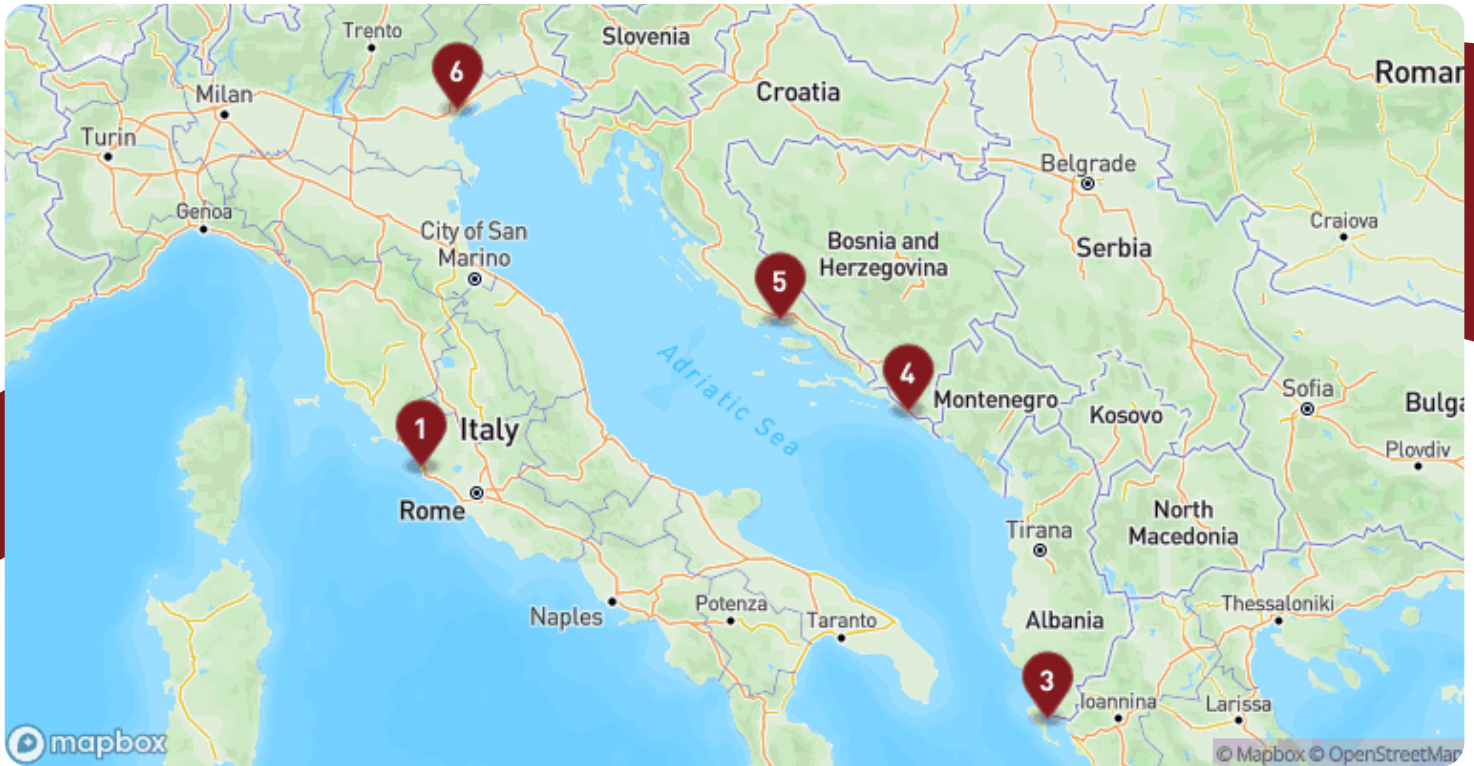 Trento
Slovenia
6
Croatia
Roman
Milan
Turin
Belgrade
Genoa
Craiova
City of San
Marino
Bosnia and
Herzegovina
Serbia
5
Adriatic Sea
4
Montenegro
Kosovo
Sofia
Bulga
1
Italy
Plovdiv
Rome
North
Macedonia
Tirana
Naples
Potenza
Taranto
Albania
Thessaloniki
3
Ioannina
Larissa
mapbox
© Mapbox © OpenStreetMap